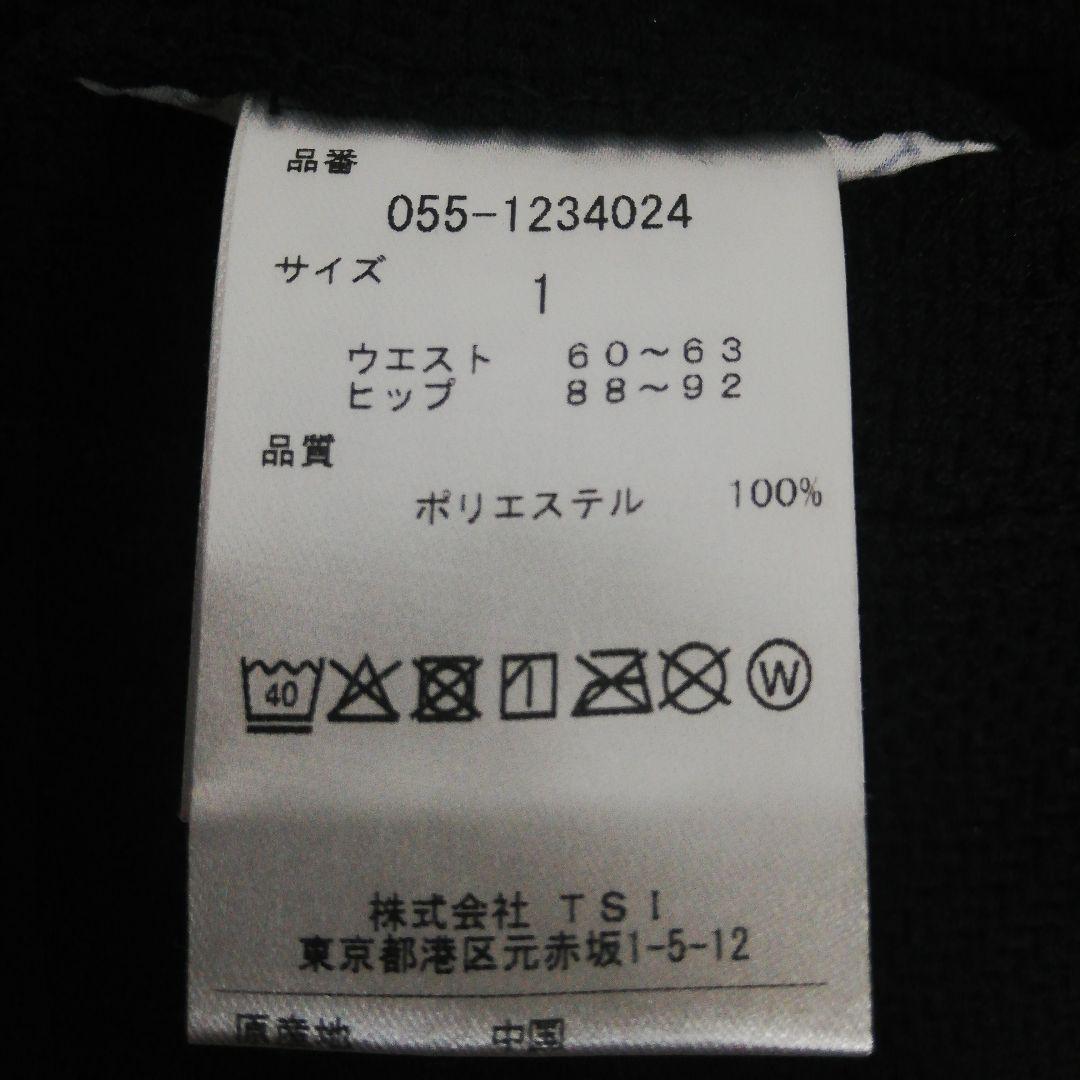 品番
055-1234024
サイズ
1
ウエスト 60～63
ヒップ 88～92
品質
ポリエステル 100%
40
W
株式会社 TSI
東京都港区元赤坂1-5-12
原産地 中国